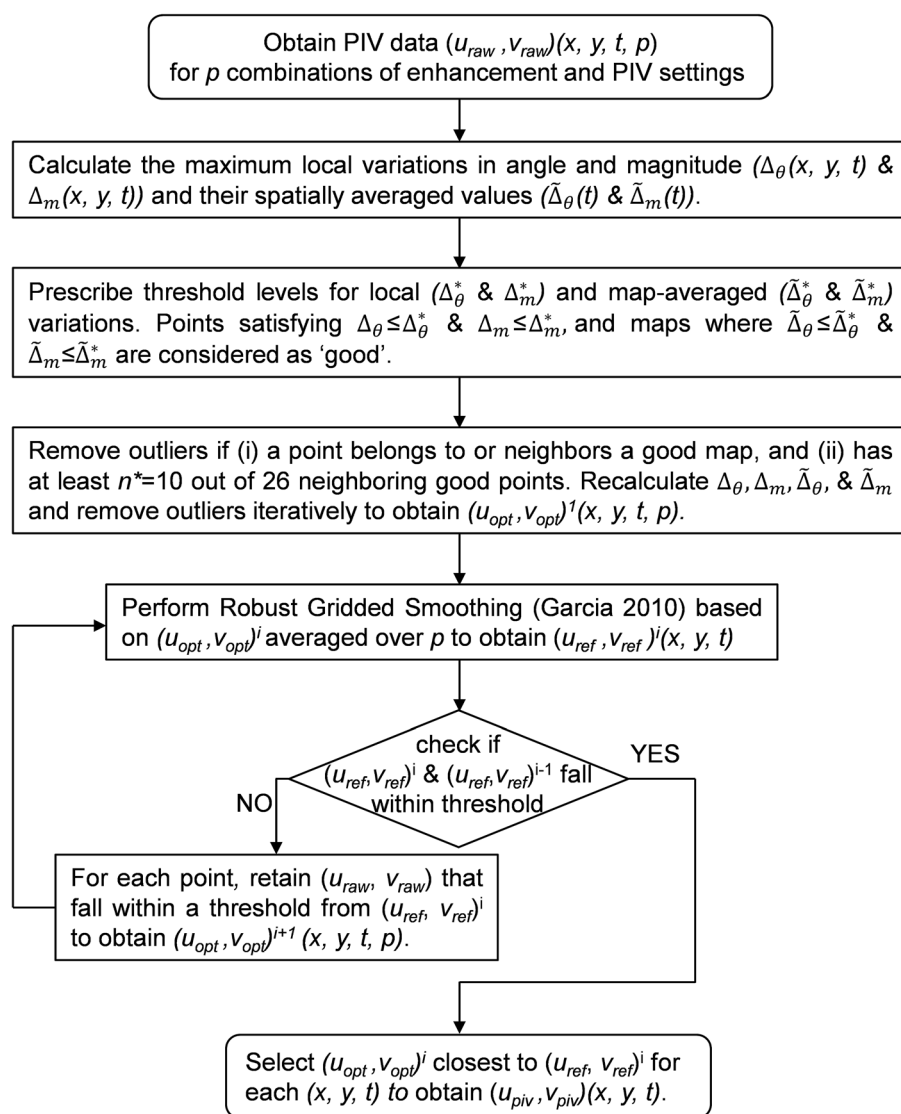 Obtain PIV data (u_raw ,v_raw)(x, y, t, p)
for p combinations of enhancement and PIV settings
Calculate the maximum local variations in angle and magnitude (Δ_θ(x, y, t) &
Δ_m(x, y, t)) and their spatially averaged values (Δ̃_θ(t) & Δ̃_m(t)).
Prescribe threshold levels for local (Δ*_θ & Δ*_m) and map-averaged (Δ̃*_θ & Δ̃*_m)
variations. Points satisfying Δ_θ≤Δ*_θ & Δ_m≤Δ*_m, and maps where Δ̃_θ≤Δ̃*_θ &
Δ̃_m≤Δ̃*_m are considered as ‘good’.
Remove outliers if (i) a point belongs to or neighbors a good map, and (ii) has
at least n*=10 out of 26 neighboring good points. Recalculate Δ_θ, Δ_m, Δ̃_θ, & Δ̃_m
and remove outliers iteratively to obtain (u_opt ,v_opt)¹(x, y, t, p).
Perform Robust Gridded Smoothing (Garcia 2010) based
on (u_opt ,v_opt)ⁱ averaged over p to obtain (u_ref ,v_ref )ⁱ(x, y, t)
check if
(u_ref,v_ref)ⁱ & (u_ref,v_ref)ⁱ⁻¹ fall
within threshold
YES
NO
For each point, retain (u_raw, v_raw) that
fall within a threshold from (u_ref, v_ref)ⁱ
to obtain (u_opt ,v_opt)ⁱ⁺¹ (x, y, t, p).
Select (u_opt,v_opt)ⁱ closest to (u_ref, v_ref)ⁱ for
each (x, y, t) to obtain (u_piv,v_piv)(x, y, t).